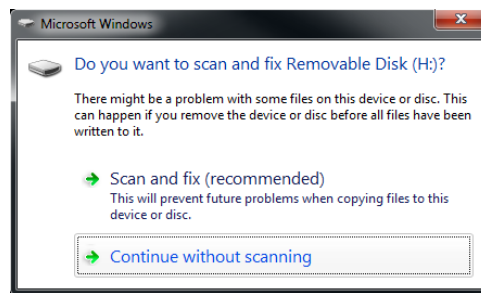 Microsoft Windows
Do you want to scan and fix Removable Disk (H:)?
There might be a problem with some files on this device or disc. This
can happen if you remove the device or disc before all files have been
written to it.
Scan and fix (recommended)
This will prevent future problems when copying files to this
device or disc.
Continue without scanning